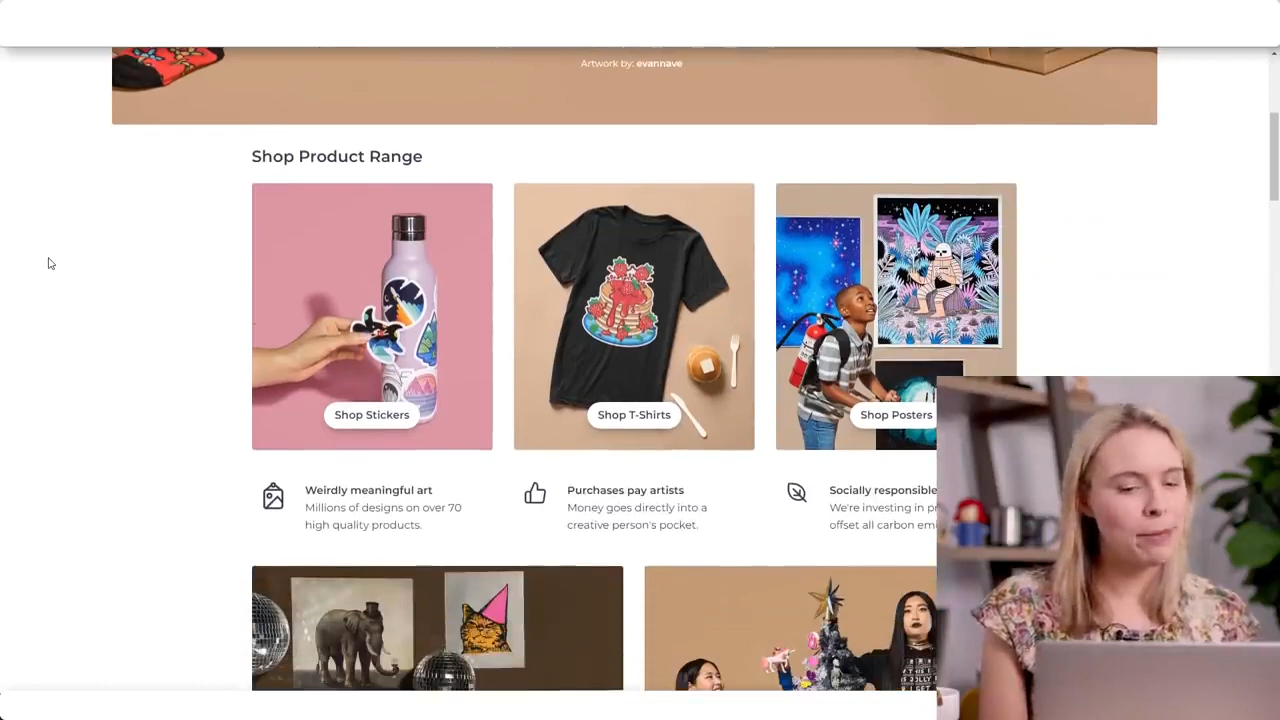 Artwork by: evannave
Shop Product Range
Shop Stickers
Shop T-Shirts
Shop Posters
Weirdly meaningful art
Millions of designs on over 70
high quality products.
Purchases pay artists
Money goes directly into a
creative person's pocket.
Socially responsible
We're investing in pr
offset all carbon em